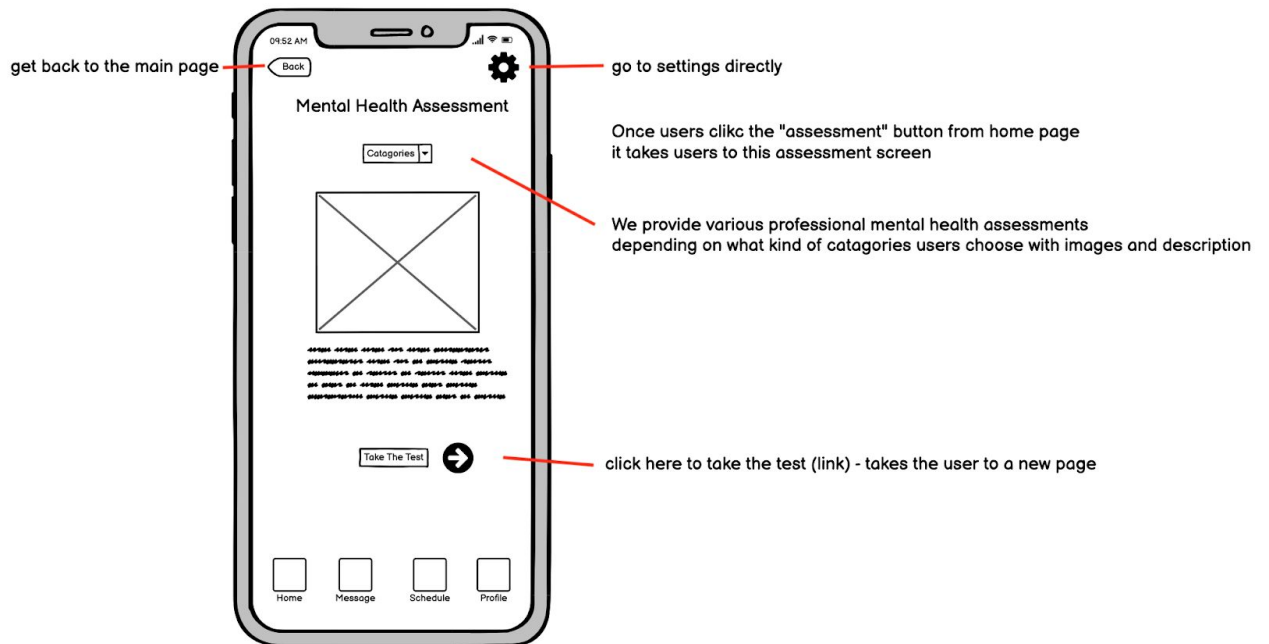 09:52 AM
get back to the main page
Back
go to settings directly
Mental Health Assessment
Once users clikc the "assessment" button from home page
it takes users to this assessment screen
Catagories
We provide various professional mental health assessments
depending on what kind of catagories users choose with images and description
Take The Test
click here to take the test (link) - takes the user to a new page
Home
Message
Schedule
Profile